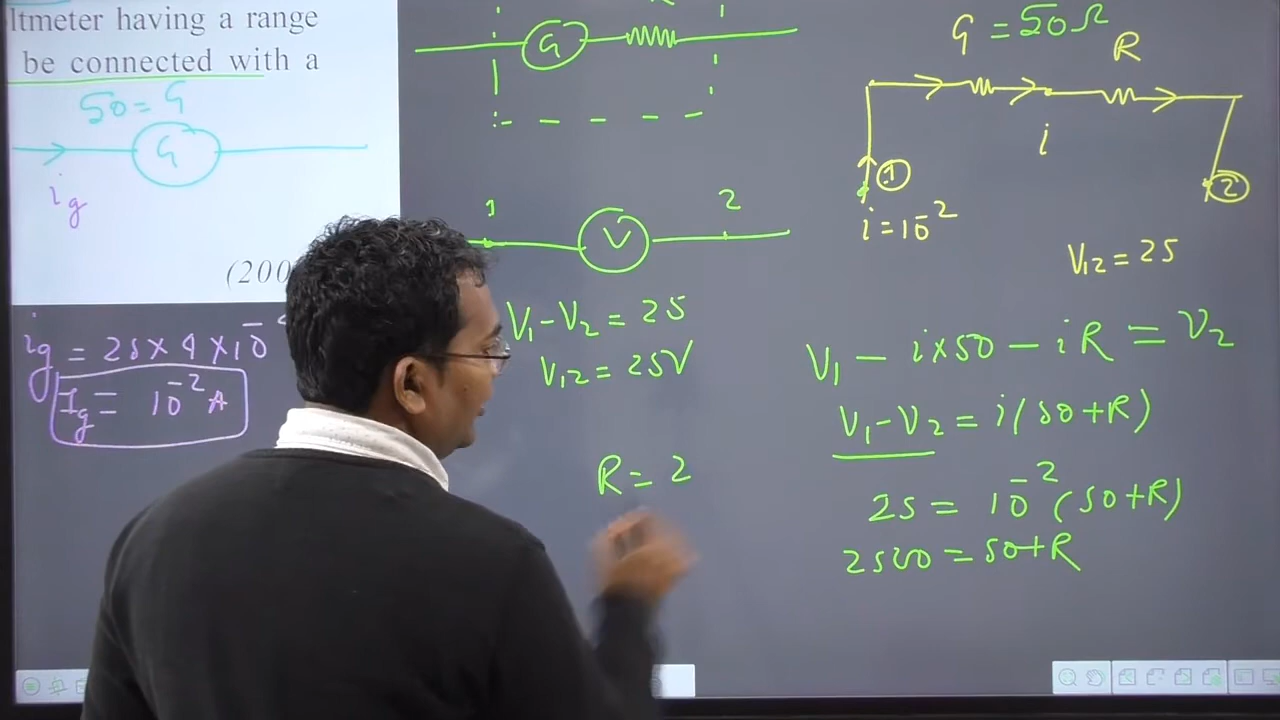 ltmeter having a range
be connected with a
50 = G
G
ig
(200
ig = 25 × 4 × 10⁻
Ig = 10⁻² A
G
1
2
V
V₁ - V₂ = 25
V₁₂ = 25V
R = 2
G = 50 Ω
R
i
1
2
i = 10⁻²
V₁₂ = 25
V₁ - i×50 - iR = V₂
V₁ - V₂ = i(50+R)
25 = 10⁻² (50+R)
2500 = 50+R